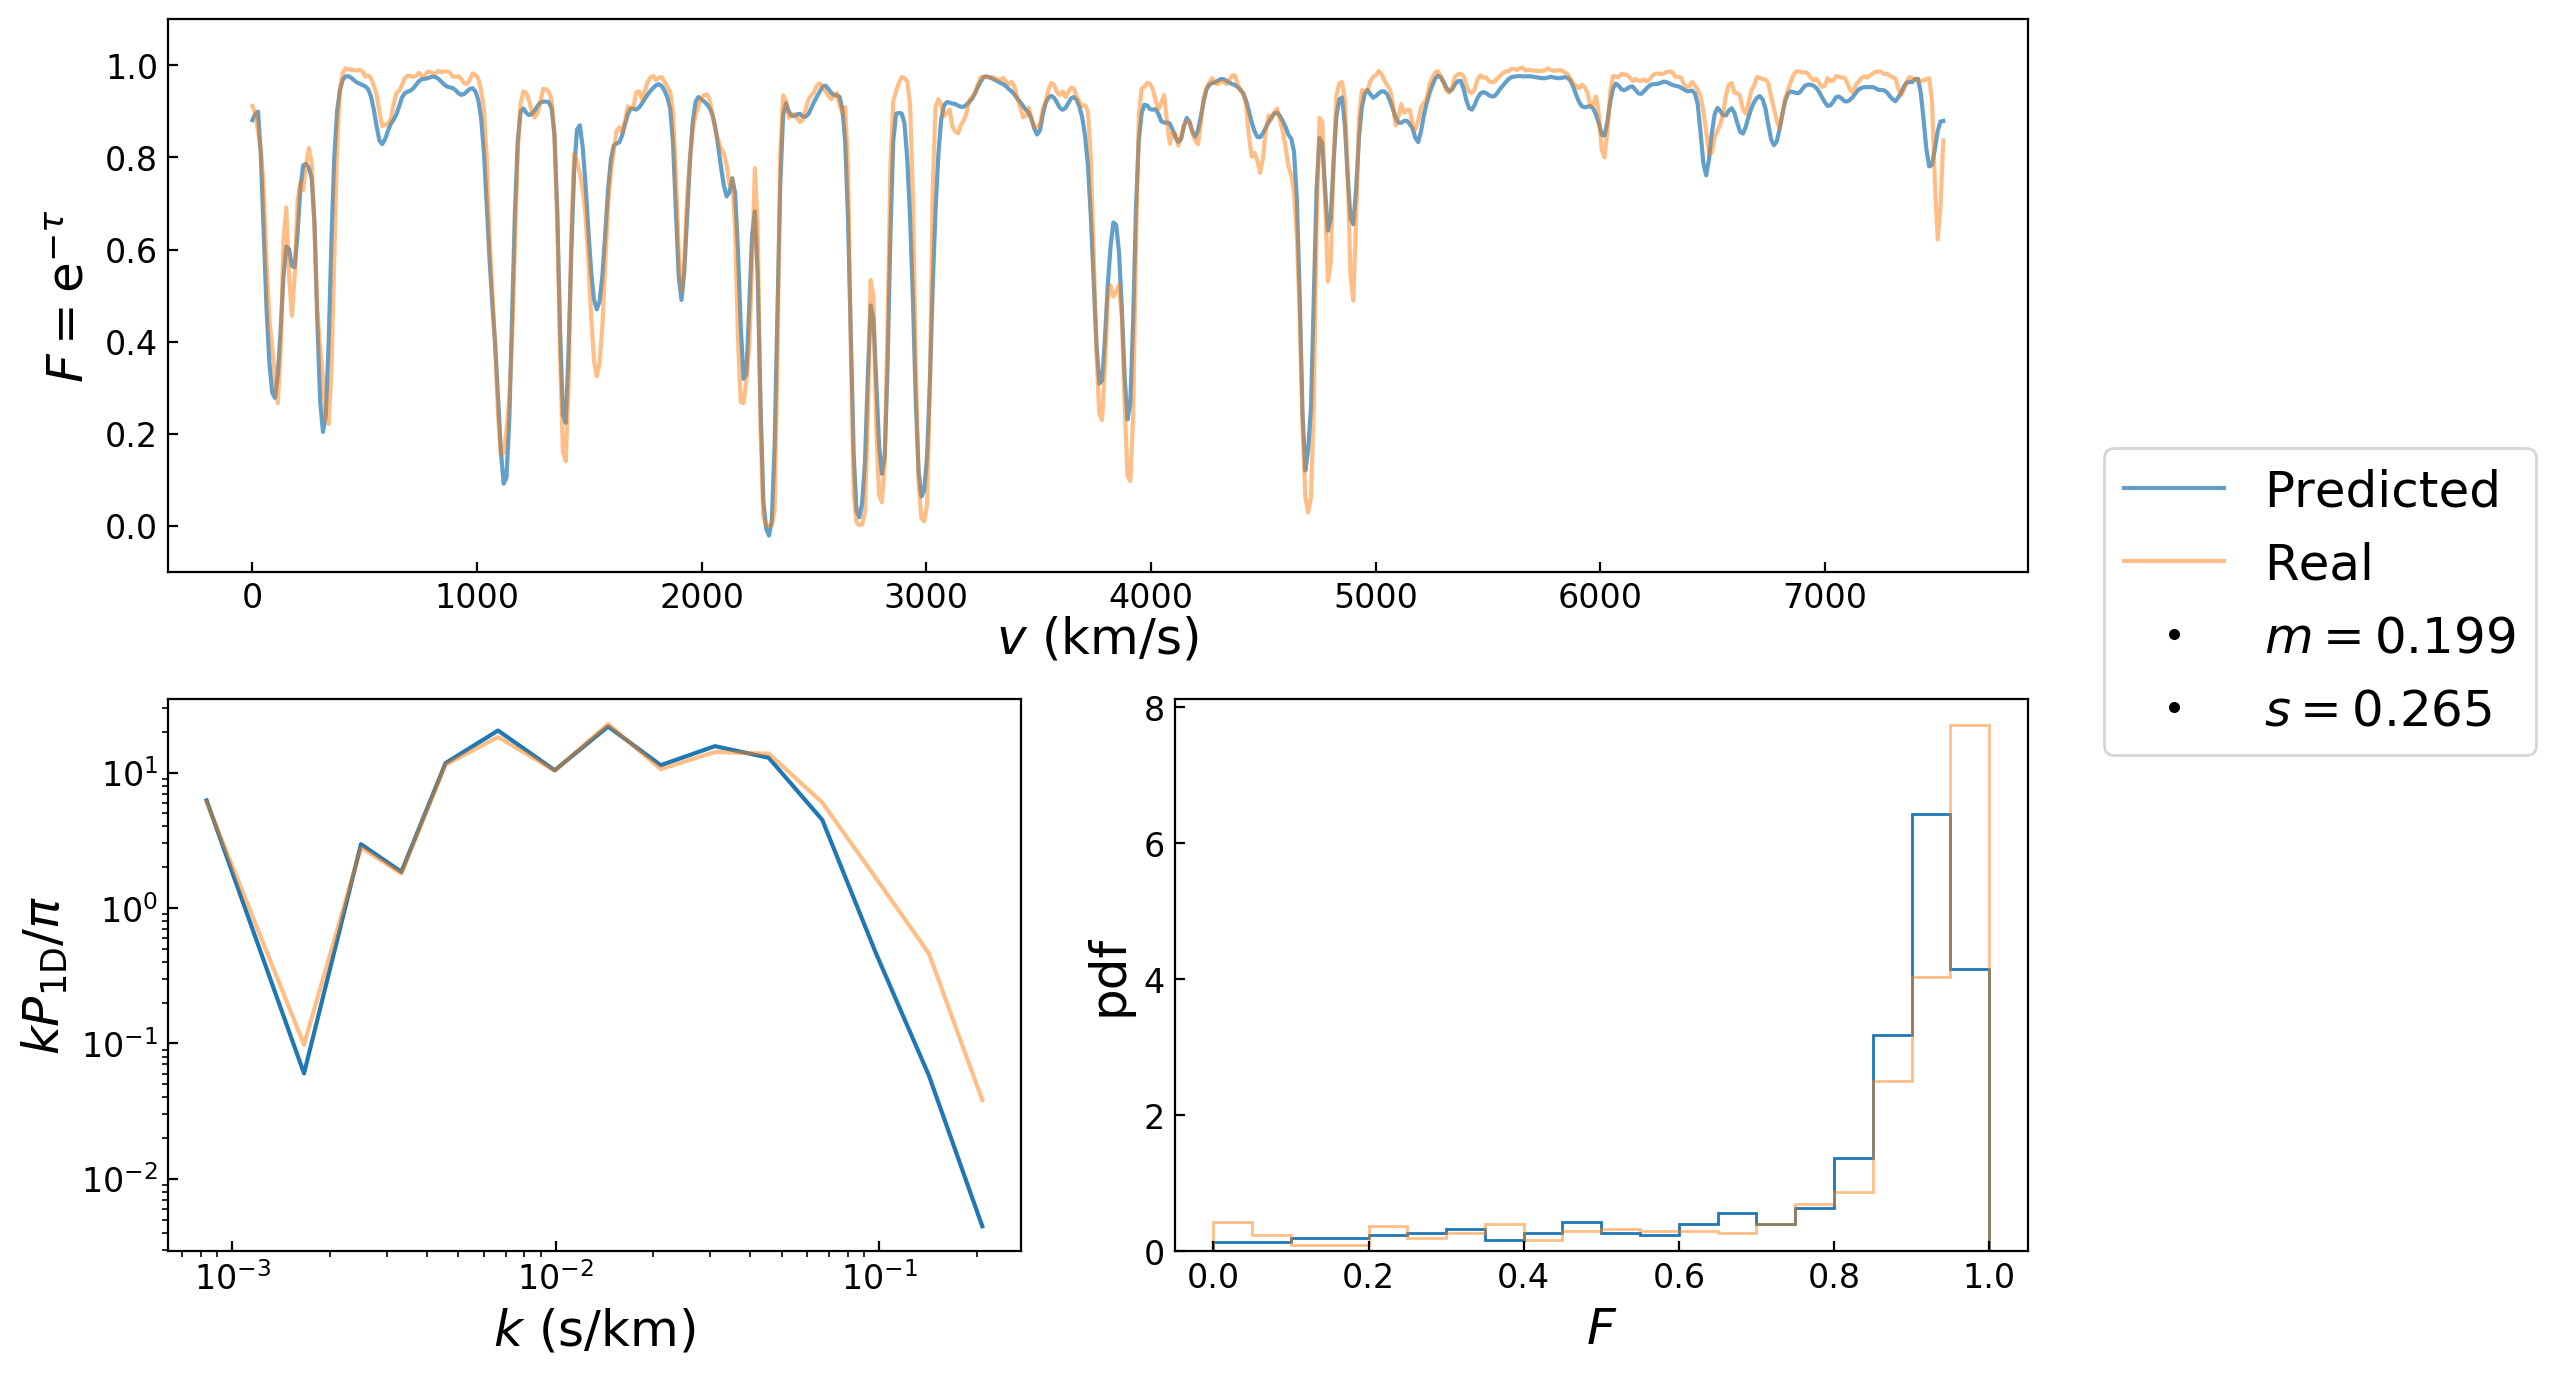 F = e^{-τ}
1.0
0.8
0.6
0.4
0.2
0.0
0 1000 2000 3000 4000 5000 6000 7000
v (km/s)
Predicted
Real
m = 0.199
s = 0.265
kP_{1D}/π
10^1
10^0
10^{-1}
10^{-2}
10^{-3} 10^{-2} 10^{-1}
k (s/km)
pdf
8
6
4
2
0
0.0 0.2 0.4 0.6 0.8 1.0
F